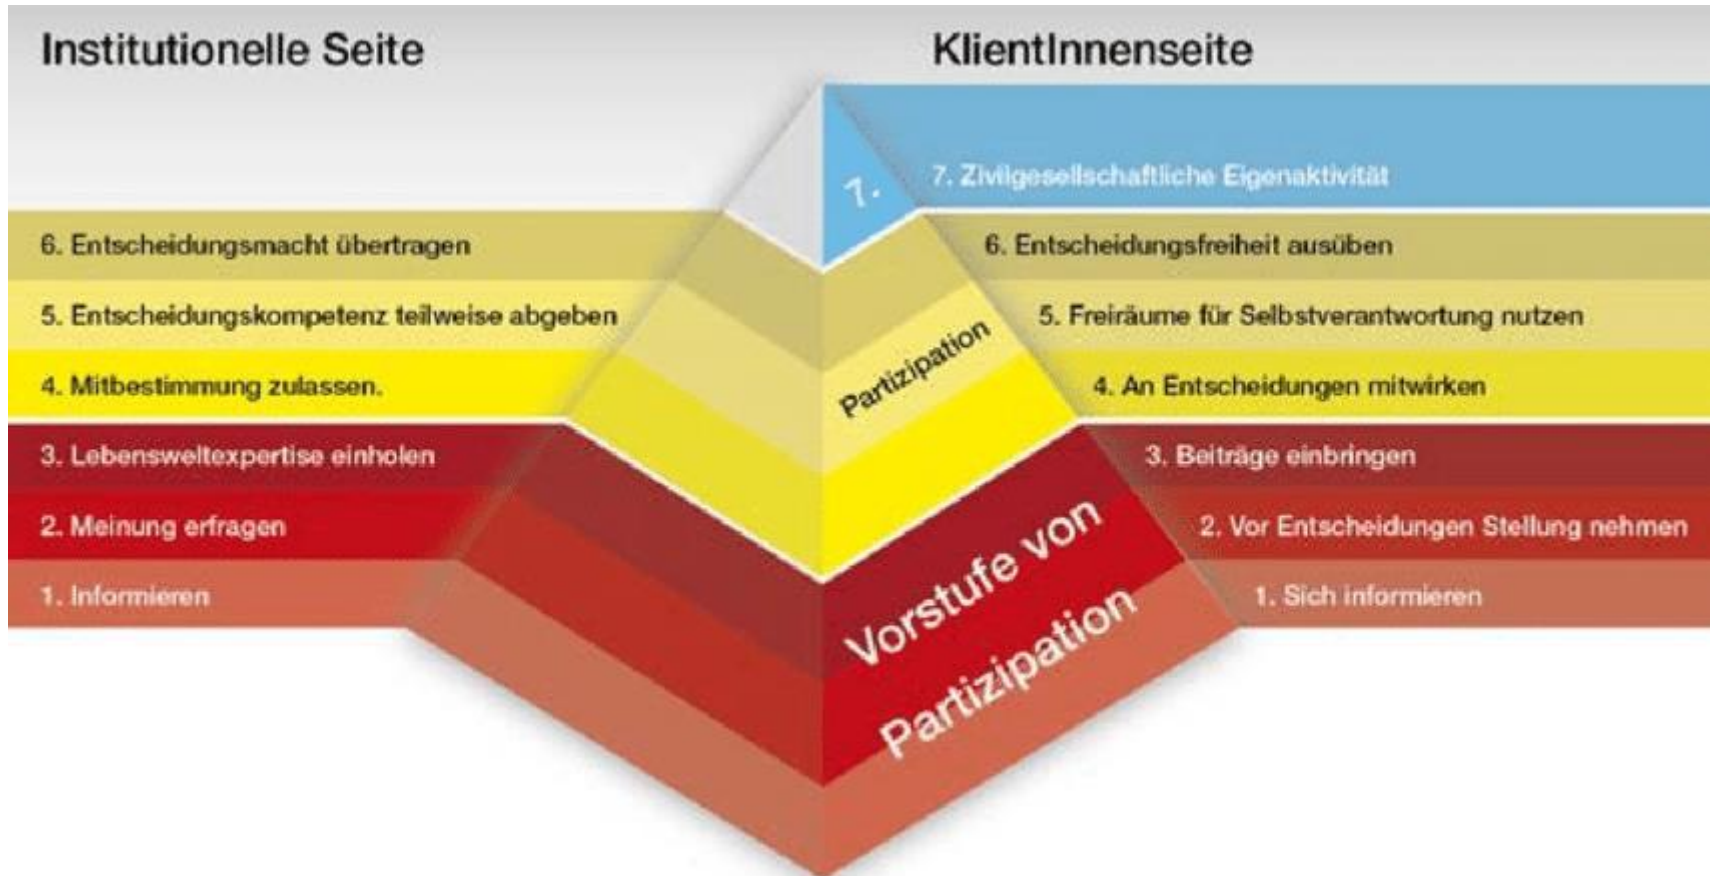 Institutionelle Seite
KlientInnenseite
7.
7. Zivilgesellschaftliche Eigenaktivität
6. Entscheidungsmacht übertragen
6. Entscheidungsfreiheit ausüben
5. Entscheidungskompetenz teilweise abgeben
5. Freiräume für Selbstverantwortung nutzen
Partizipation
4. Mitbestimmung zulassen.
4. An Entscheidungen mitwirken
3. Lebensweltexpertise einholen
3. Beiträge einbringen
2. Meinung erfragen
2. Vor Entscheidungen Stellung nehmen
1. Informieren
1. Sich informieren
Vorstufe von
Partizipation